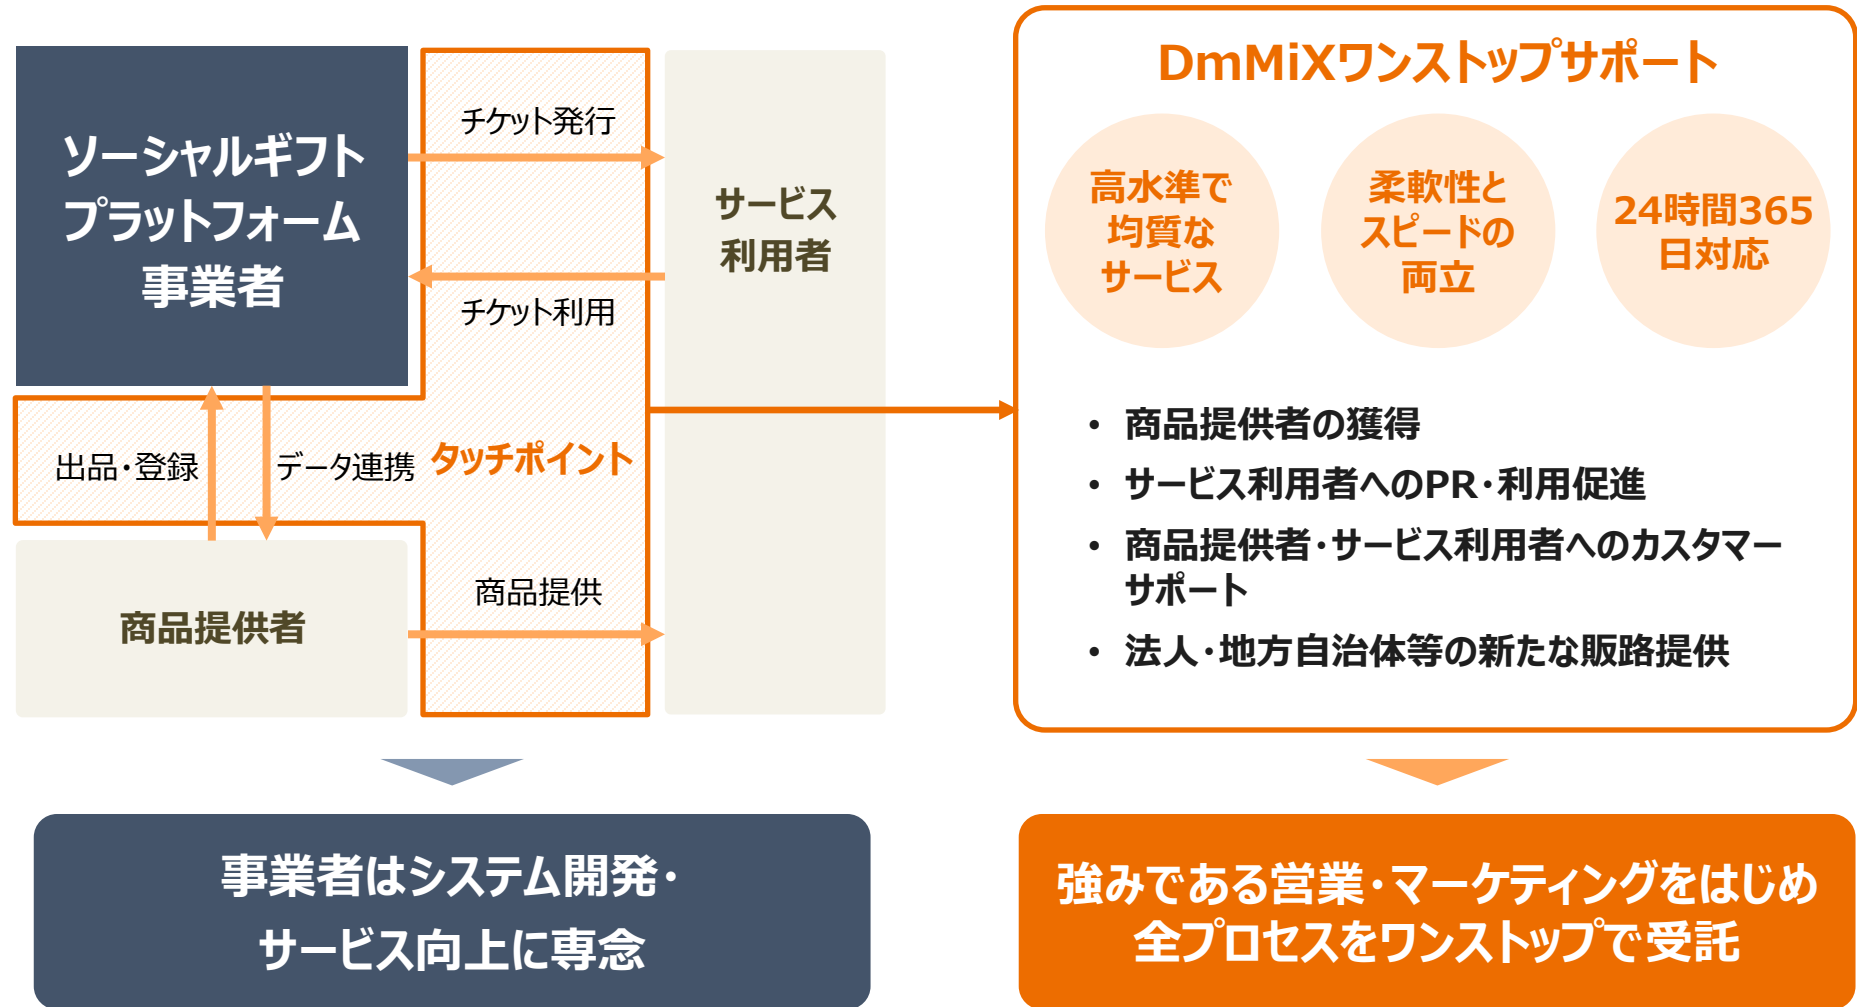 ソーシャルギフト
プラットフォーム
事業者
チケット発行
チケット利用
サービス
利用者
出品・登録
データ連携
タッチポイント
商品提供者
商品提供
事業者はシステム開発・
サービス向上に専念
DmMiXワンストップサポート
高水準で
均質な
サービス
柔軟性と
スピードの
両立
24時間365
日対応
• 商品提供者の獲得
• サービス利用者へのPR・利用促進
• 商品提供者・サービス利用者へのカスタマー
サポート
• 法人・地方自治体等の新たな販路提供
強みである営業・マーケティングをはじめ
全プロセスをワンストップで受託